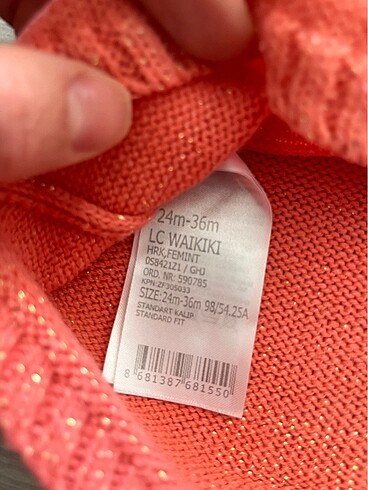 24m-36m
LC WAIKIKI
HRK,FEMINT
0S8421Z1 / GHJ
ORD. NR: 590785
KPN:ZF305033
SIZE:24m-36m 98/54.25A
STANDART KALIP
STANDARD FIT
8 681387 681550